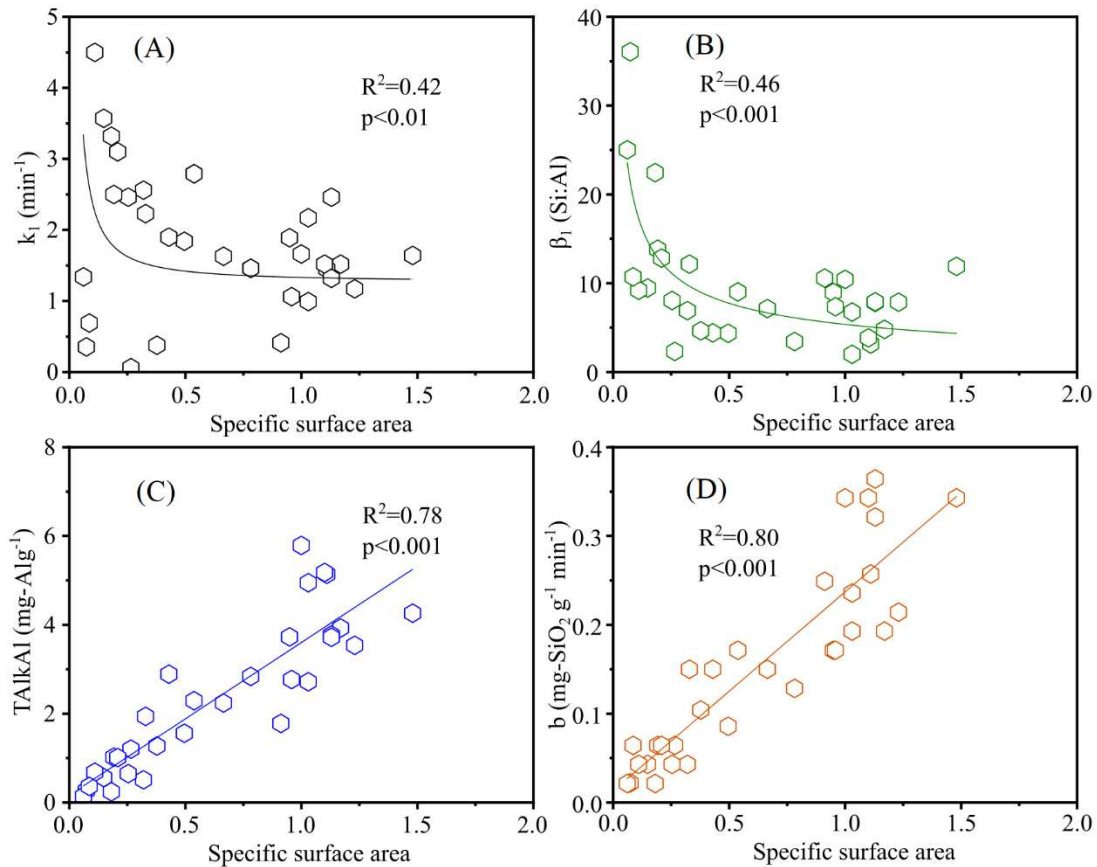 (A)
R²=0.42
p<0.01
k₁ (min⁻¹)
5
4
3
2
1
0
0.0 0.5 1.0 1.5 2.0
Specific surface area
(B)
R²=0.46
p<0.001
β₁ (Si:Al)
40
30
20
10
0
0.0 0.5 1.0 1.5 2.0
Specific surface area
(C)
R²=0.78
p<0.001
TAlkAl (mg-Alg⁻¹)
8
6
4
2
0
0.0 0.5 1.0 1.5 2.0
Specific surface area
(D)
R²=0.80
p<0.001
b (mg-SiO₂ g⁻¹ min⁻¹)
0.4
0.3
0.2
0.1
0.0
0.0 0.5 1.0 1.5 2.0
Specific surface area